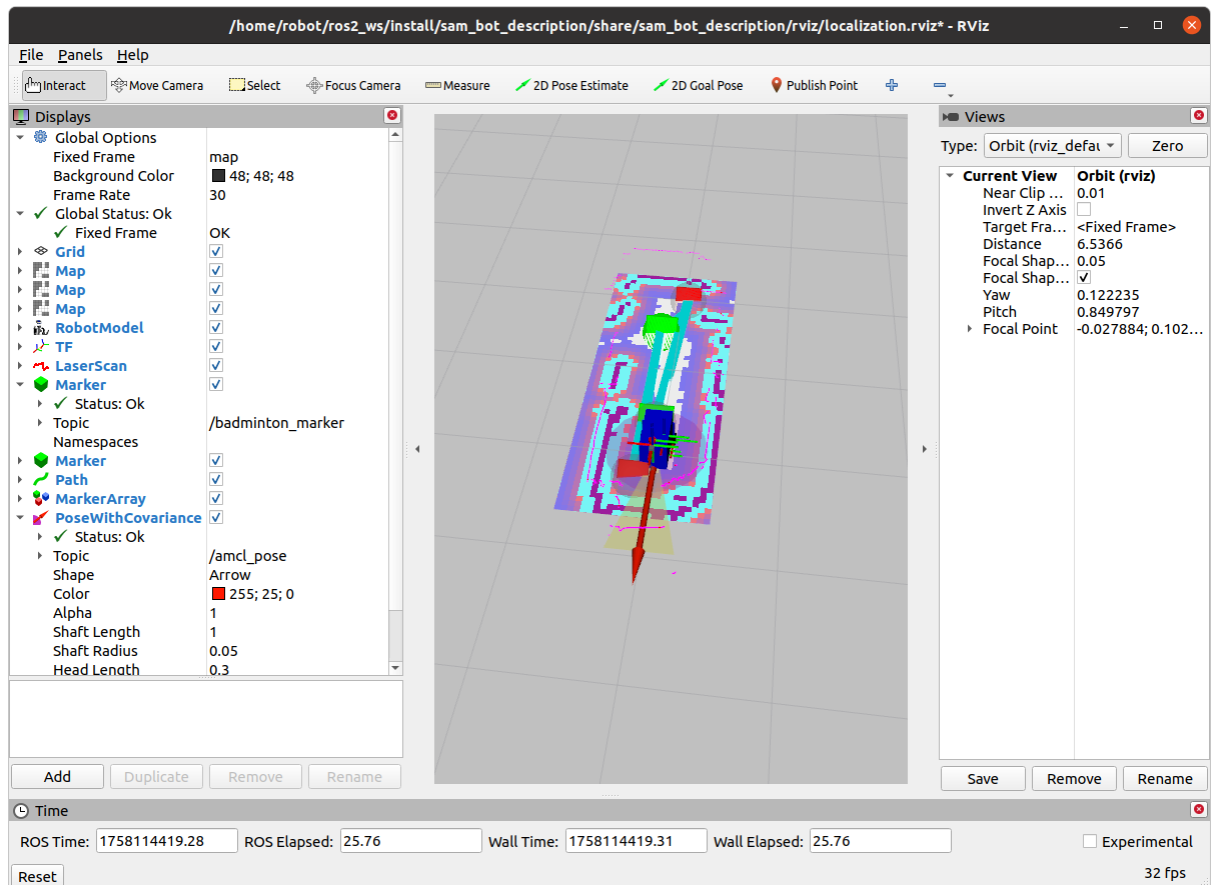 /home/robot/ros2_ws/install/sam_bot_description/share/sam_bot_description/rviz/localization.rviz* - RViz
File Panels Help
Interact Move Camera Select Focus Camera Measure 2D Pose Estimate 2D Goal Pose Publish Point
Displays
Global Options
Fixed Frame map
Background Color 48; 48; 48
Frame Rate 30
Global Status: Ok
Fixed Frame OK
Grid
Map
Map
Map
RobotModel
TF
LaserScan
Marker
Status: Ok
Topic /badminton_marker
Namespaces
Marker
Path
MarkerArray
PoseWithCovariance
Status: Ok
Topic /amcl_pose
Shape Arrow
Color 255; 25; 0
Alpha 1
Shaft Length 1
Shaft Radius 0.05
Head Length 0.3
Add Duplicate Remove Rename
Views
Type: Orbit (rviz_defau Zero
Current View Orbit (rviz)
Near Clip ... 0.01
Invert Z Axis
Target Fra... <Fixed Frame>
Distance 6.5366
Focal Shap... 0.05
Focal Shap...
Yaw 0.122235
Pitch 0.849797
Focal Point -0.027884; 0.102...
Save Remove Rename
Time
ROS Time: 1758114419.28 ROS Elapsed: 25.76 Wall Time: 1758114419.31 Wall Elapsed: 25.76 Experimental
Reset 32 fps